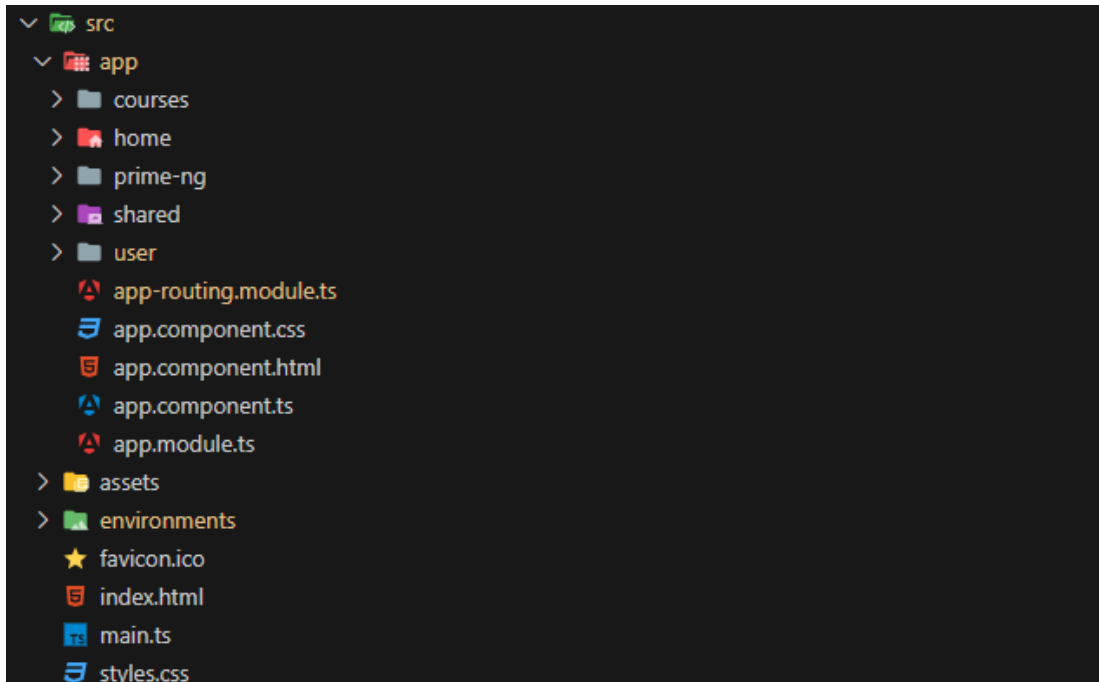 src
app
courses
home
prime-ng
shared
user
app-routing.module.ts
app.component.css
app.component.html
app.component.ts
app.module.ts
assets
environments
favicon.ico
index.html
main.ts
styles.css